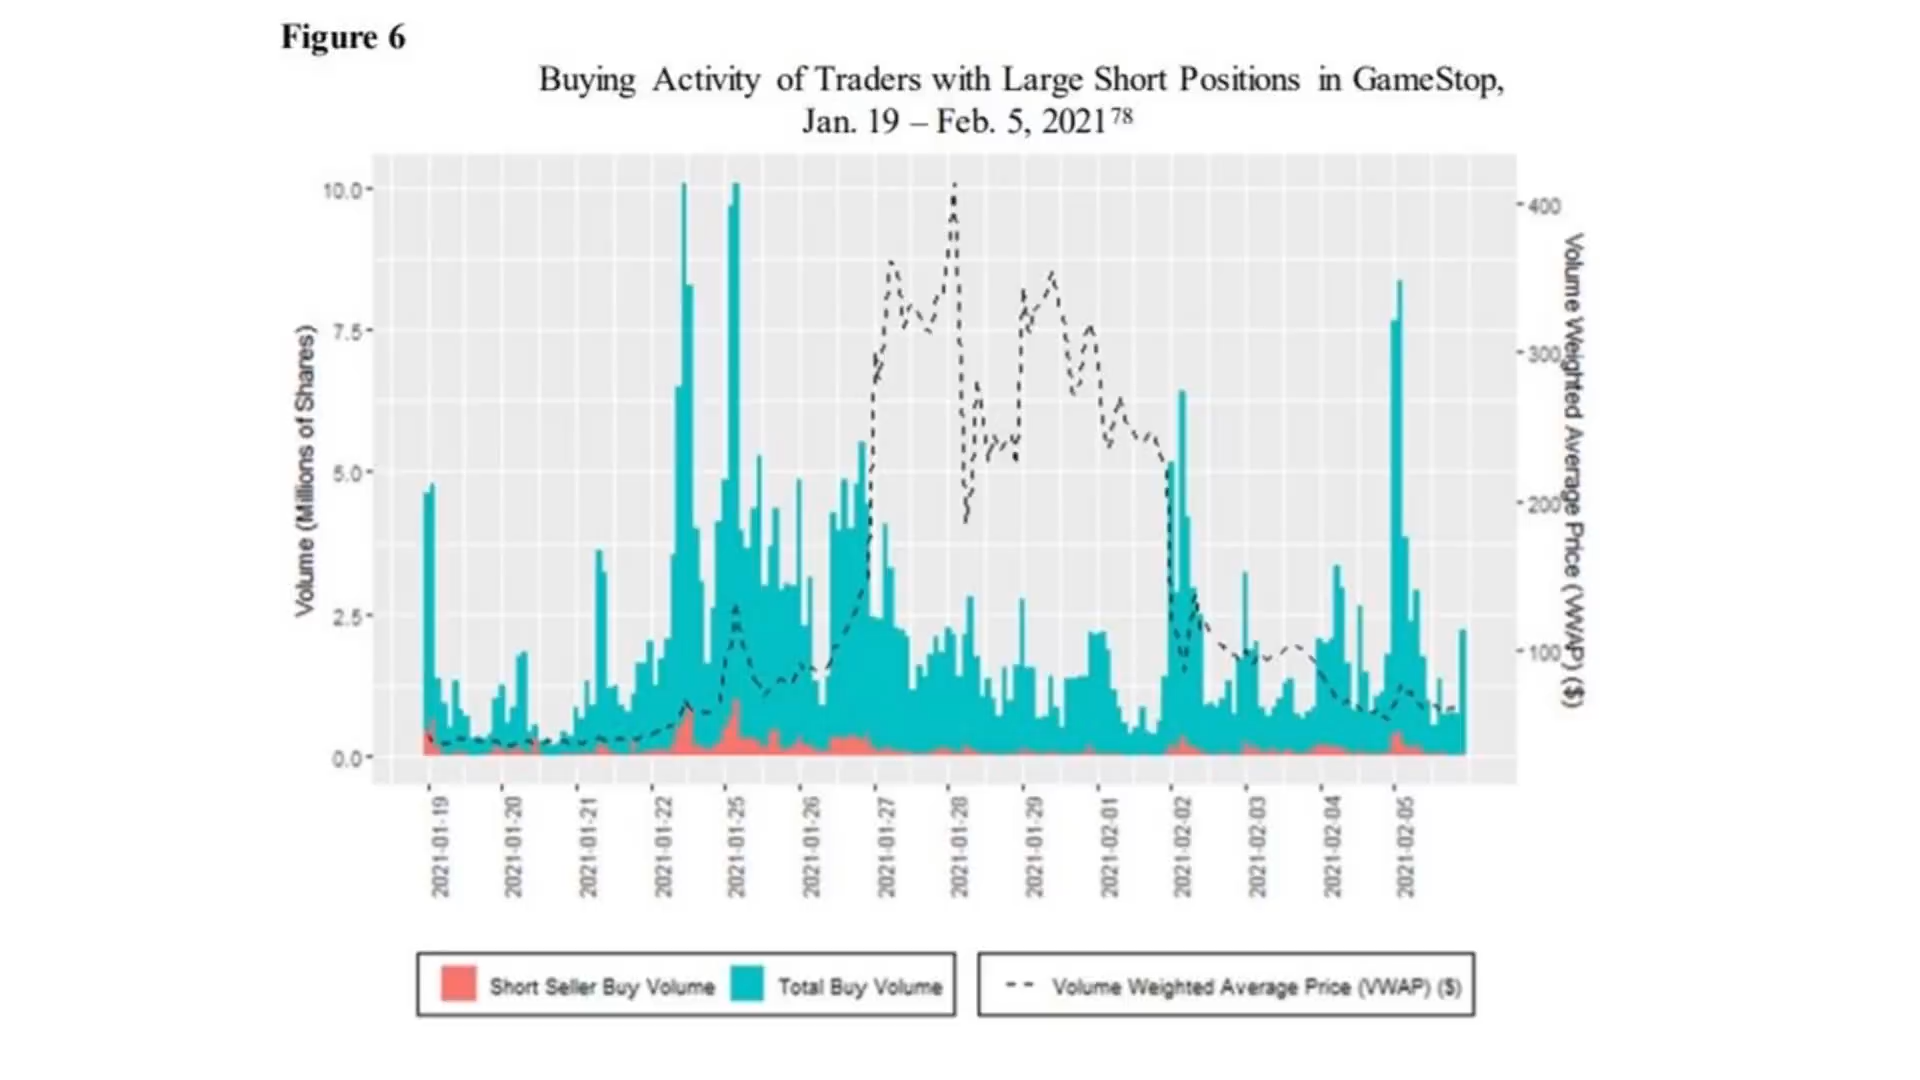 Figure 6
Buying Activity of Traders with Large Short Positions in GameStop,
Jan. 19 – Feb. 5, 2021⁷⁸
10.0
7.5
5.0
2.5
0.0
Volume (Millions of Shares)
400
300
200
100
Volume Weighted Average Price (VWAP) ($)
2021-01-19
2021-01-20
2021-01-21
2021-01-22
2021-01-25
2021-01-26
2021-01-27
2021-01-28
2021-01-29
2021-02-01
2021-02-02
2021-02-03
2021-02-04
2021-02-05
Short Seller Buy Volume
Total Buy Volume
Volume Weighted Average Price (VWAP) ($)